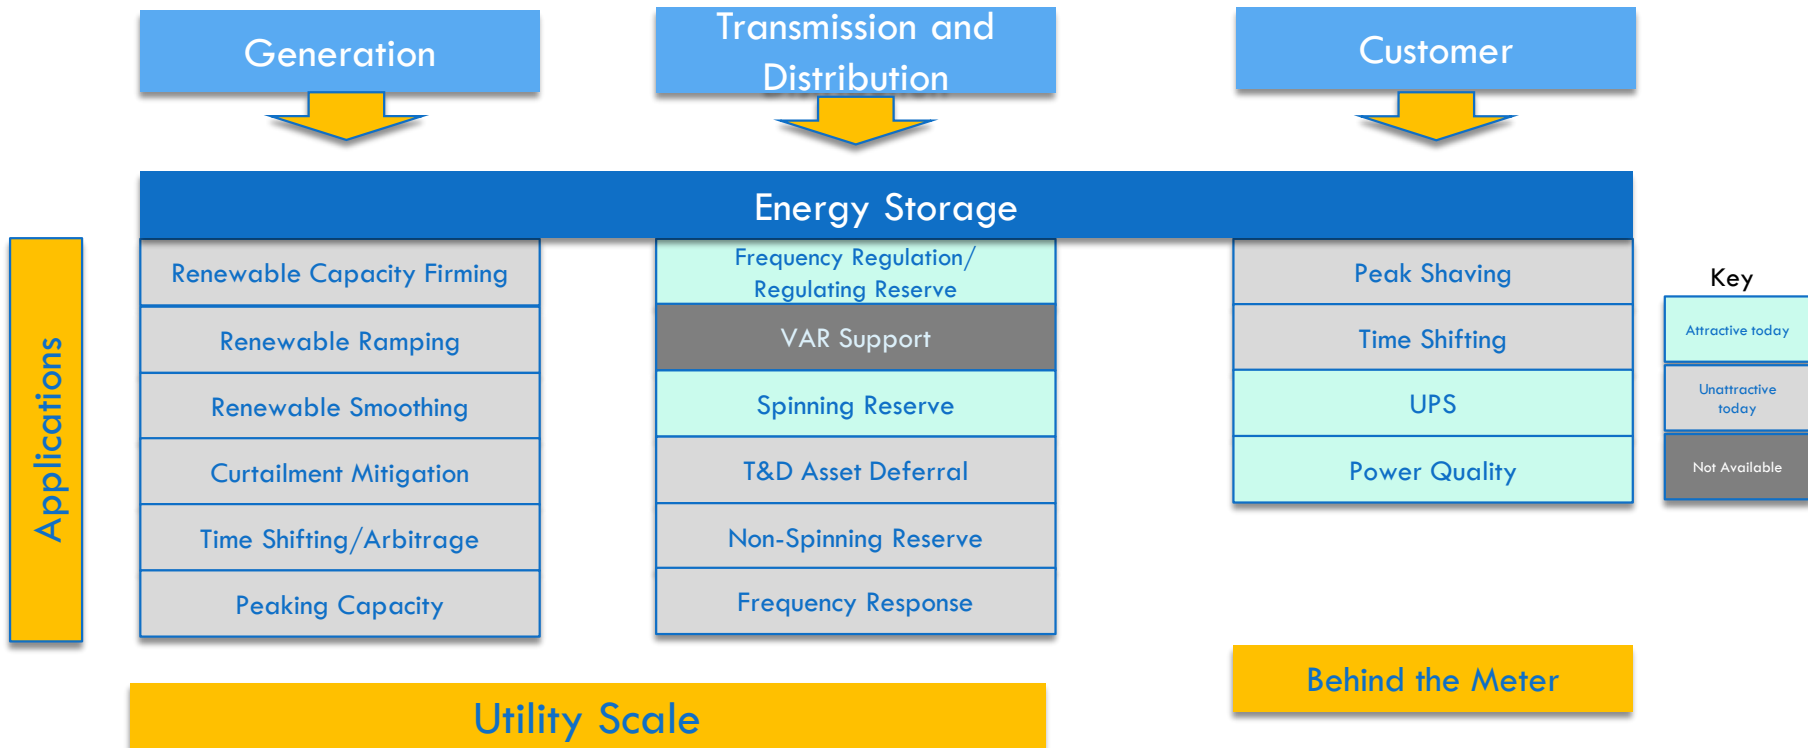 Generation
Transmission and
Distribution
Customer
Energy Storage
Applications
Renewable Capacity Firming
Renewable Ramping
Renewable Smoothing
Curtailment Mitigation
Time Shifting/Arbitrage
Peaking Capacity
Frequency Regulation/
Regulating Reserve
VAR Support
Spinning Reserve
T&D Asset Deferral
Non-Spinning Reserve
Frequency Response
Peak Shaving
Time Shifting
UPS
Power Quality
Key
Attractive today
Unattractive
today
Not Available
Utility Scale
Behind the Meter